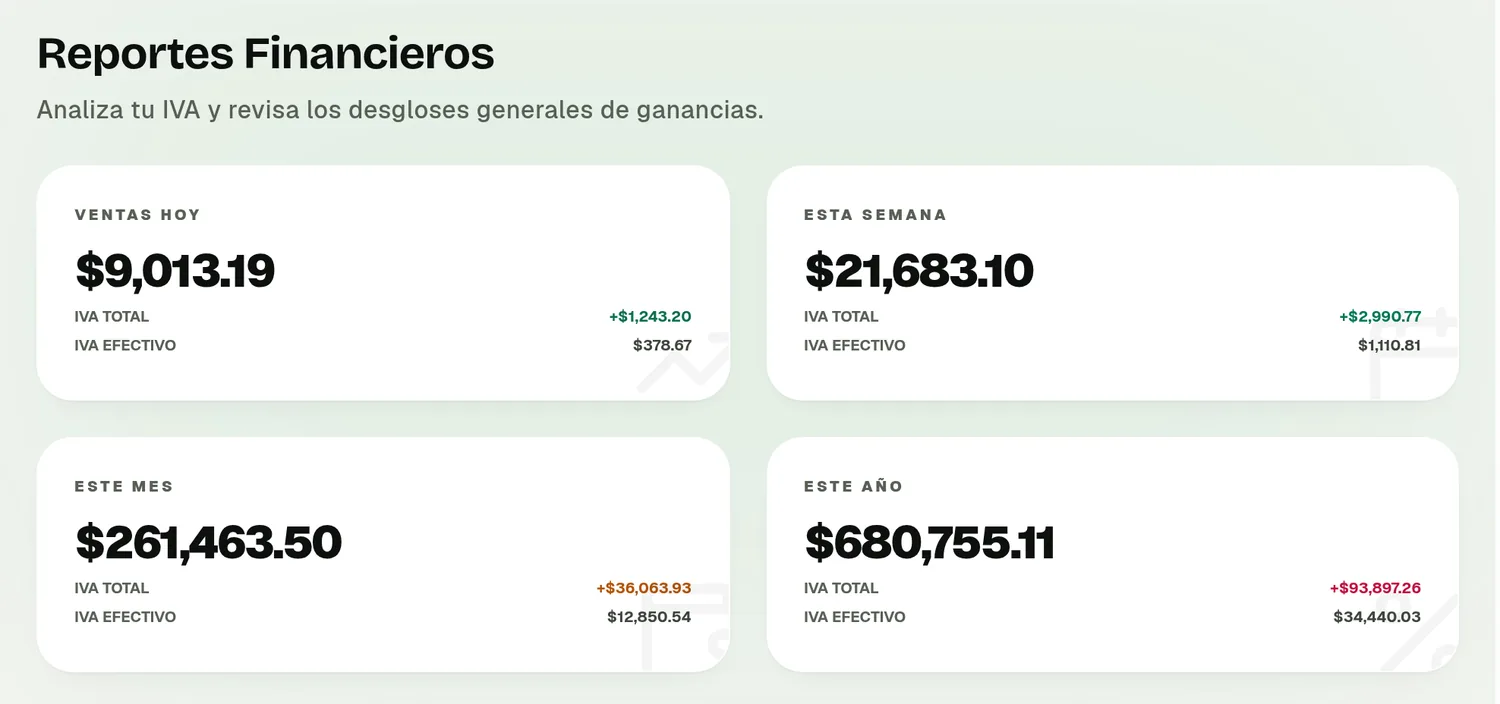 Reportes Financieros
Analiza tu IVA y revisa los desgloses generales de ganancias.
VENTAS HOY
$9,013.19
IVA TOTAL +$1,243.20
IVA EFECTIVO $378.67
ESTA SEMANA
$21,683.10
IVA TOTAL +$2,990.77
IVA EFECTIVO $1,110.81
ESTE MES
$261,463.50
IVA TOTAL +$36,063.93
IVA EFECTIVO $12,850.54
ESTE AÑO
$680,755.11
IVA TOTAL +$93,897.26
IVA EFECTIVO $34,440.03